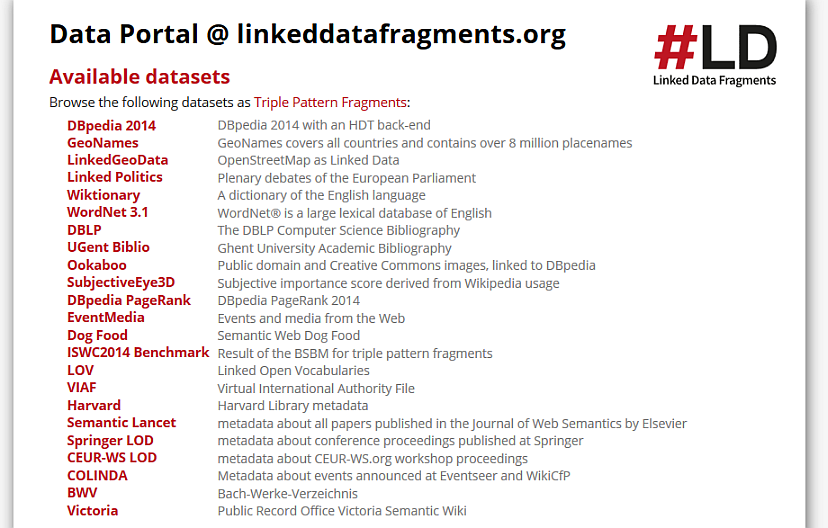 Data Portal @ linkeddatafragments.org
#LD
Linked Data Fragments
Available datasets
Browse the following datasets as Triple Pattern Fragments:
DBpedia 2014 DBpedia 2014 with an HDT back-end
GeoNames GeoNames covers all countries and contains over 8 million placenames
LinkedGeoData OpenStreetMap as Linked Data
Linked Politics Plenary debates of the European Parliament
Wiktionary A dictionary of the English language
WordNet 3.1 WordNet® is a large lexical database of English
DBLP The DBLP Computer Science Bibliography
UGent Biblio Ghent University Academic Bibliography
Ookaboo Public domain and Creative Commons images, linked to DBpedia
SubjectiveEye3D Subjective importance score derived from Wikipedia usage
DBpedia PageRank DBpedia PageRank 2014
EventMedia Events and media from the Web
Dog Food Semantic Web Dog Food
ISWC2014 Benchmark Result of the BSBM for triple pattern fragments
LOV Linked Open Vocabularies
VIAF Virtual International Authority File
Harvard Harvard Library metadata
Semantic Lancet metadata about all papers published in the Journal of Web Semantics by Elsevier
Springer LOD metadata about conference proceedings published at Springer
CEUR-WS LOD metadata about CEUR-WS.org workshop proceedings
COLINDA Metadata about events announced at Eventseer and WikiCfP
BWV Bach-Werke-Verzeichnis
Victoria Public Record Office Victoria Semantic Wiki